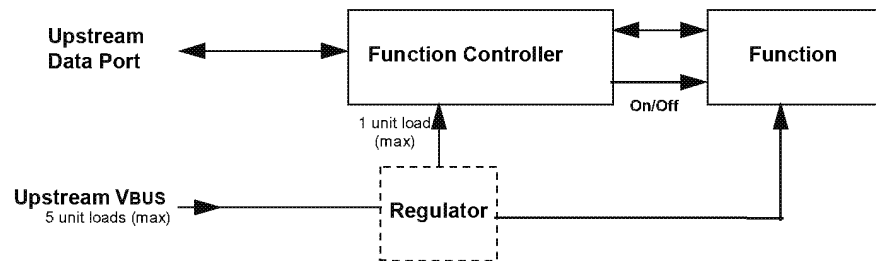 Upstream
Data Port
Function Controller
Function
On/Off
1 unit load
(max)
Upstream VBUS
5 unit loads (max)
Regulator